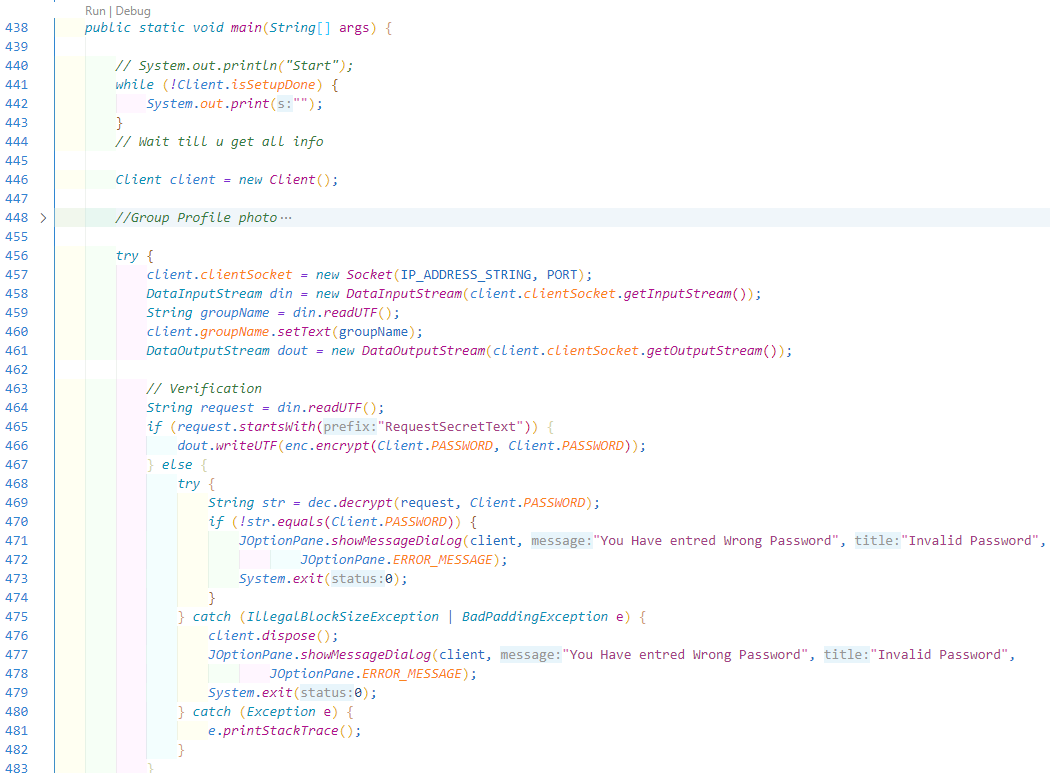 Run | Debug
438 public static void main(String[] args) {
439
440 // System.out.println("Start");
441 while (!Client.isSetupDone) {
442 System.out.print(s:"");
443 }
444 // Wait till u get all info
445
446 Client client = new Client();
447
448 > //Group Profile photo ···
455
456 try {
457 client.clientSocket = new Socket(IP_ADDRESS_STRING, PORT);
458 DataInputStream din = new DataInputStream(client.clientSocket.getInputStream());
459 String groupName = din.readUTF();
460 client.groupName.setText(groupName);
461 DataOutputStream dout = new DataOutputStream(client.clientSocket.getOutputStream());
462
463 // Verification
464 String request = din.readUTF();
465 if (request.startsWith(prefix:"RequestSecretText")) {
466 dout.writeUTF(enc.encrypt(Client.PASSWORD, Client.PASSWORD));
467 } else {
468 try {
469 String str = dec.decrypt(request, Client.PASSWORD);
470 if (!str.equals(Client.PASSWORD)) {
471 JOptionPane.showMessageDialog(client, message:"You Have entred Wrong Password", title:"Invalid Password",
472 JOptionPane.ERROR_MESSAGE);
473 System.exit(status:0);
474 }
475 } catch (IllegalBlockSizeException | BadPaddingException e) {
476 client.dispose();
477 JOptionPane.showMessageDialog(client, message:"You Have entred Wrong Password", title:"Invalid Password",
478 JOptionPane.ERROR_MESSAGE);
479 System.exit(status:0);
480 } catch (Exception e) {
481 e.printStackTrace();
482 }
483 }